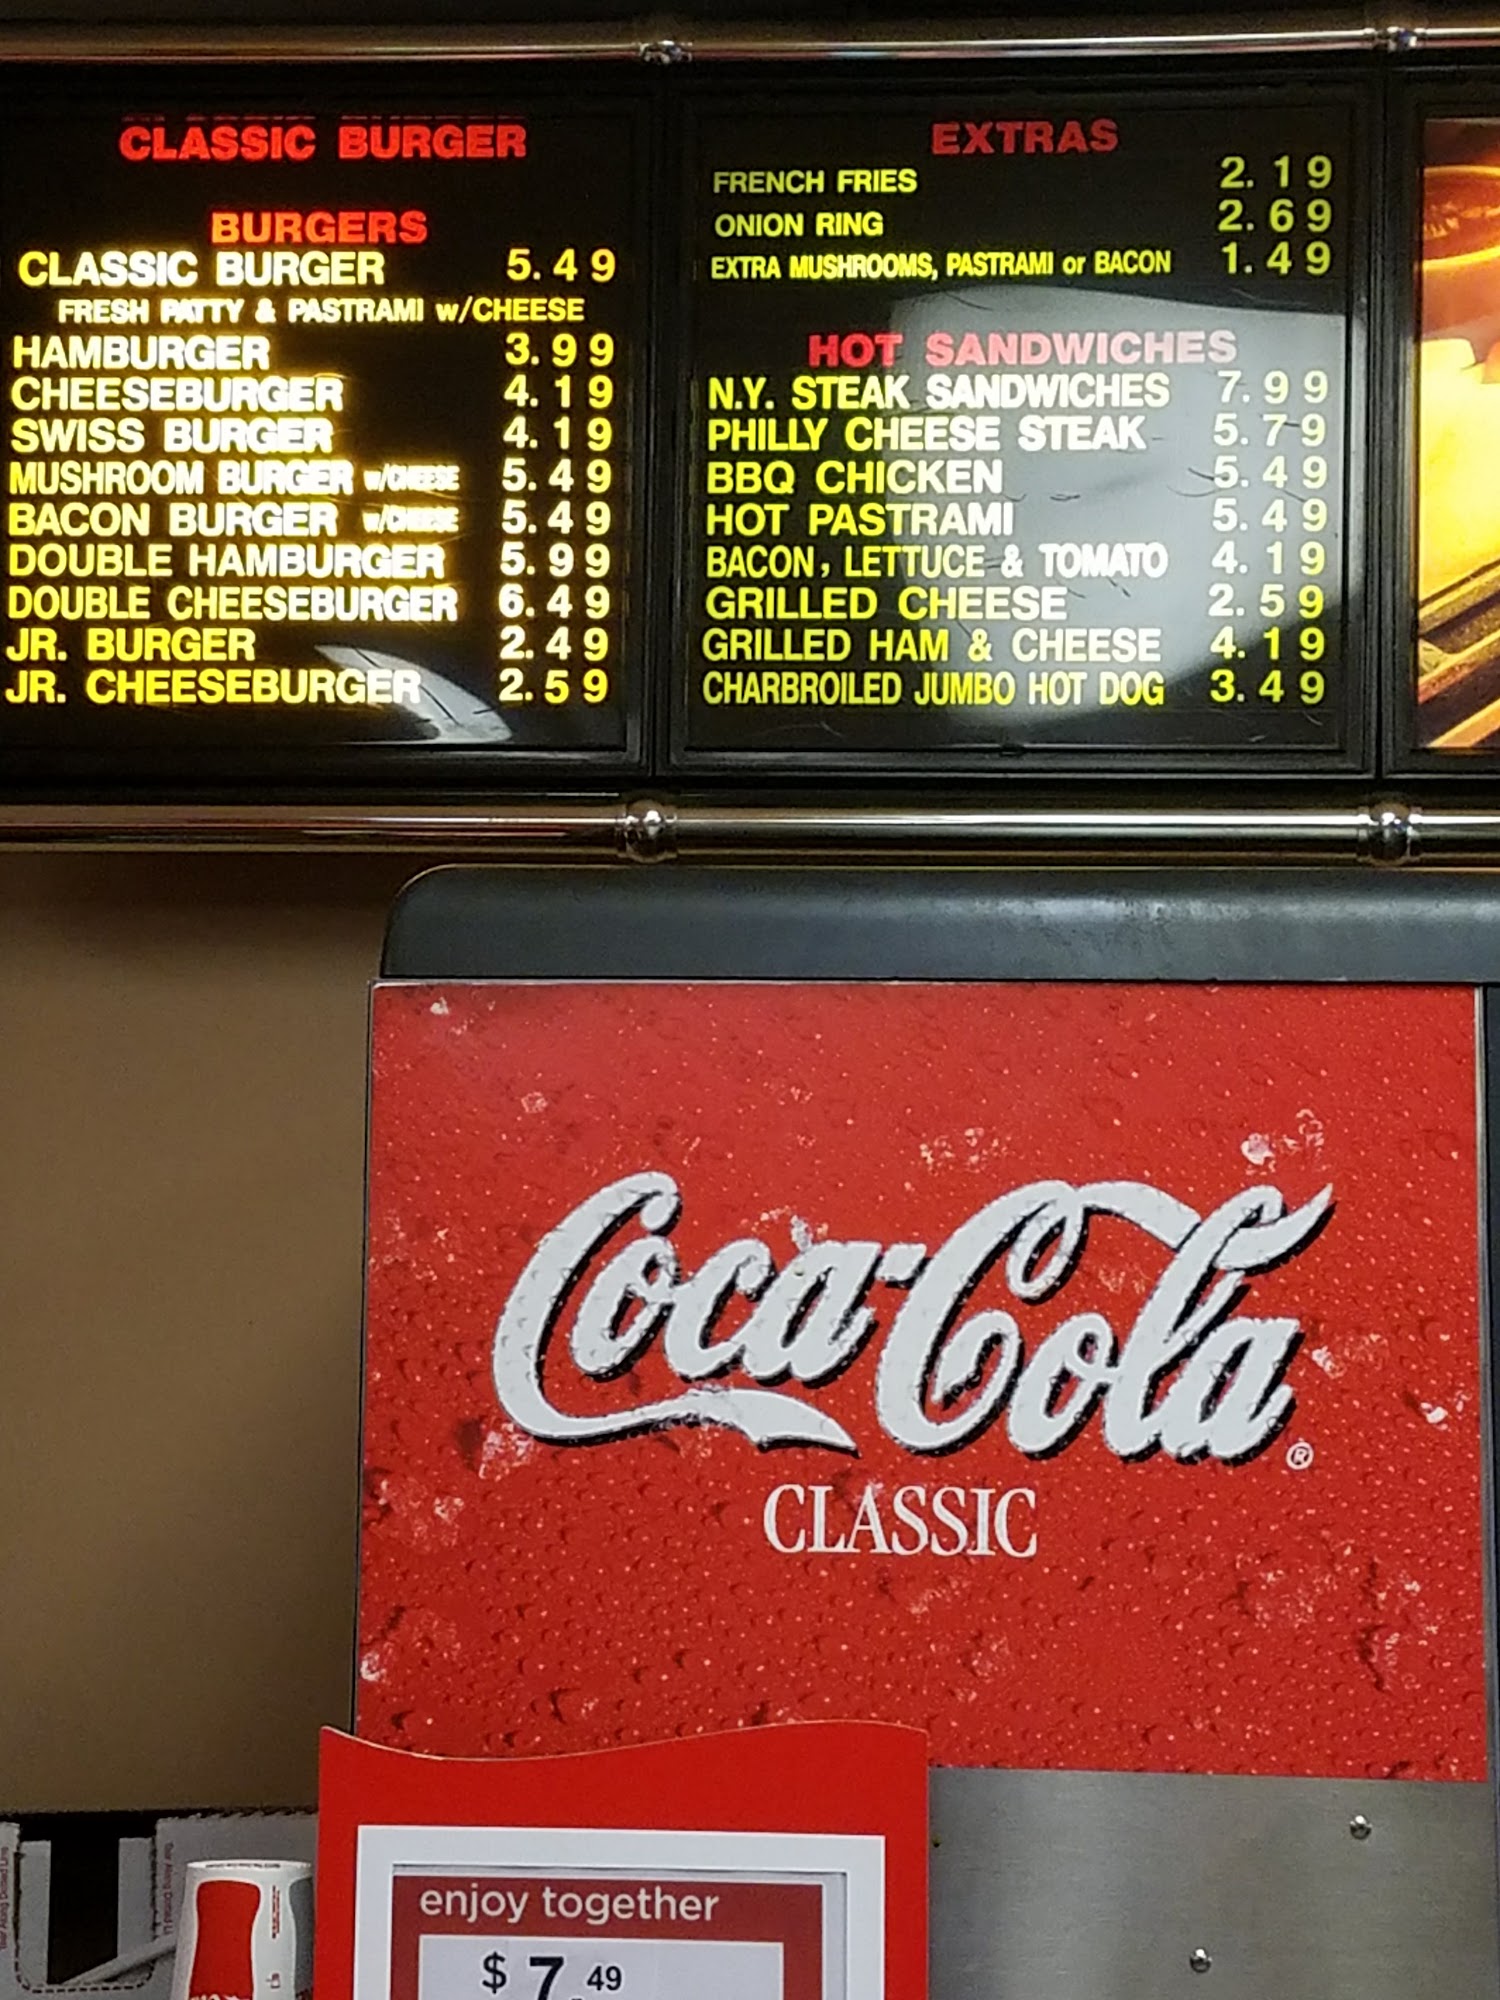 CLASSIC BURGER
BURGERS
CLASSIC BURGER 5.49
FRESH PATTY & PASTRAMI w/CHEESE
HAMBURGER 3.99
CHEESEBURGER 4.19
SWISS BURGER 4.19
MUSHROOM BURGER w/CHEESE 5.49
BACON BURGER w/CHEESE 5.49
DOUBLE HAMBURGER 5.99
DOUBLE CHEESEBURGER 6.49
JR. BURGER 2.49
JR. CHEESEBURGER 2.59
EXTRAS
FRENCH FRIES 2.19
ONION RING 2.69
EXTRA MUSHROOMS, PASTRAMI or BACON 1.49
HOT SANDWICHES
N.Y. STEAK SANDWICHES 7.99
PHILLY CHEESE STEAK 5.79
BBQ CHICKEN 5.49
HOT PASTRAMI 5.49
BACON, LETTUCE & TOMATO 4.19
GRILLED CHEESE 2.59
GRILLED HAM & CHEESE 4.19
CHARBROILED JUMBO HOT DOG 3.49
Coca-Cola®
CLASSIC
enjoy together
$7.49